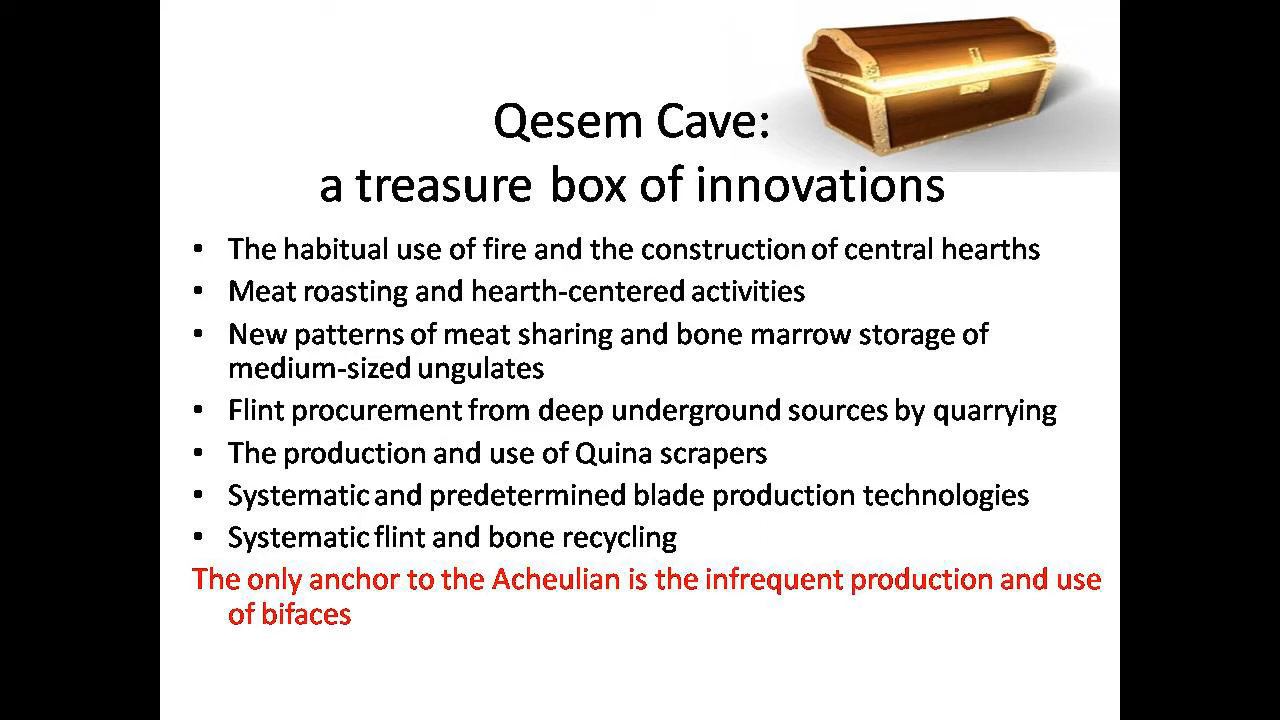 Qesem Cave:
a treasure box of innovations
• The habitual use of fire and the construction of central hearths
• Meat roasting and hearth-centered activities
• New patterns of meat sharing and bone marrow storage of
medium-sized ungulates
• Flint procurement from deep underground sources by quarrying
• The production and use of Quina scrapers
• Systematic and predetermined blade production technologies
• Systematic flint and bone recycling
The only anchor to the Acheulian is the infrequent production and use
of bifaces